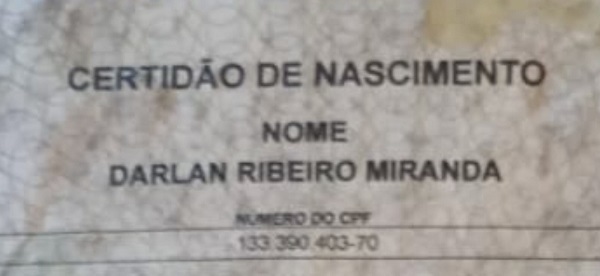 CERTIDÃO DE NASCIMENTO
NOME
DARLAN RIBEIRO MIRANDA
NUMERO DO CPF
133.390.403-70